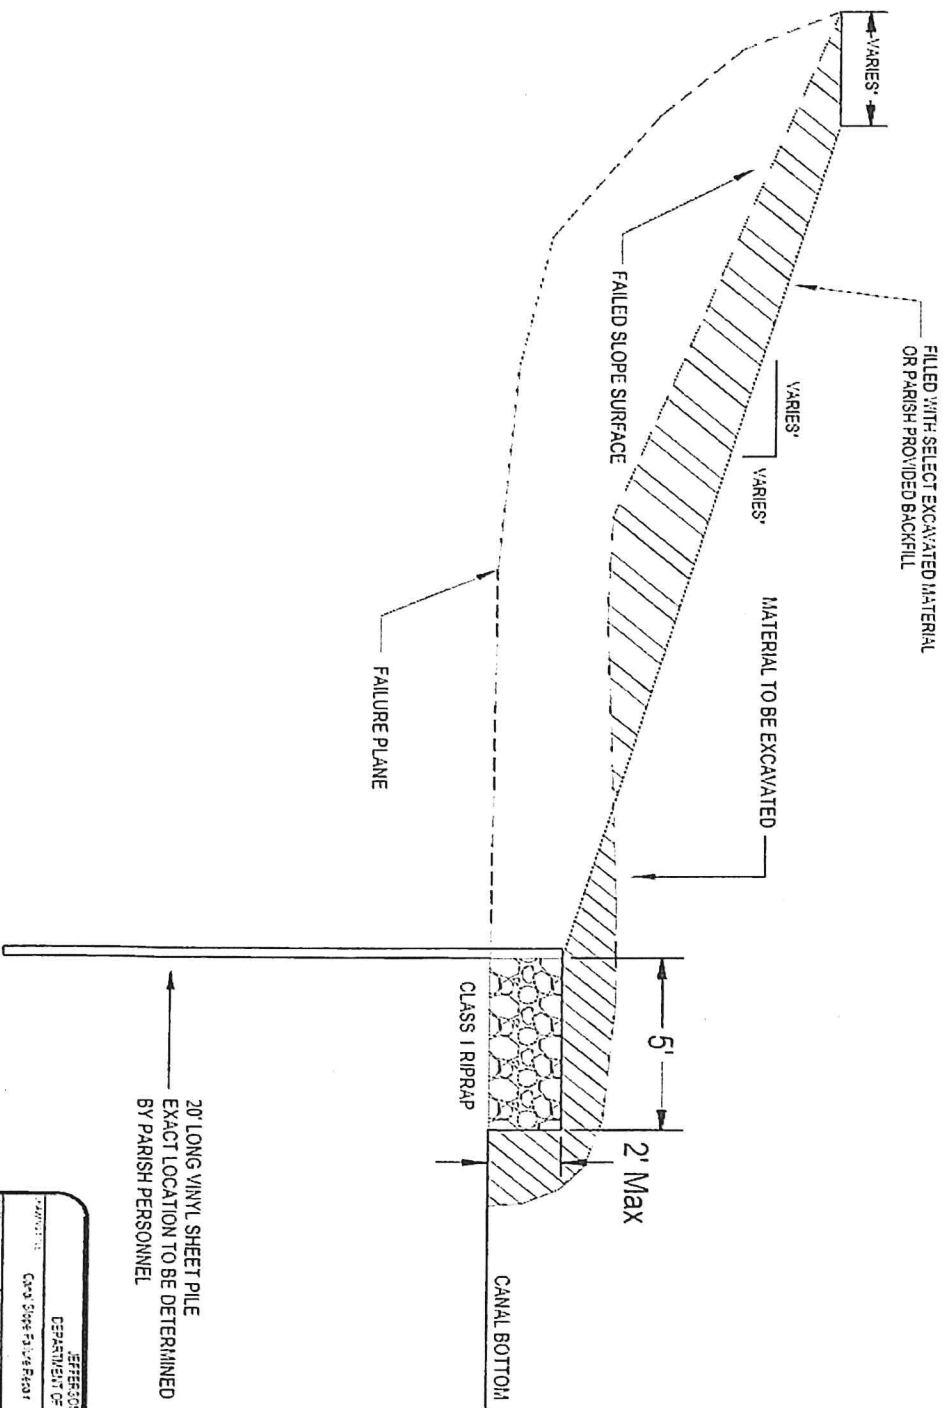 VARIES'
FILLED WITH SELECT EXCAVATED MATERIAL
OR PARISH PROVIDED BACKFILL
FAILED SLOPE SURFACE
VARIES'
VARIES'
MATERIAL TO BE EXCAVATED
FAILURE PLANE
5'
2' Max
CLASS I RIPRAP
CANAL BOTTOM
20' LONG VINYL SHEET PILE
EXACT LOCATION TO BE DETERMINED
BY PARISH PERSONNEL
DEPARTMENT OF
Canal Slope Failure